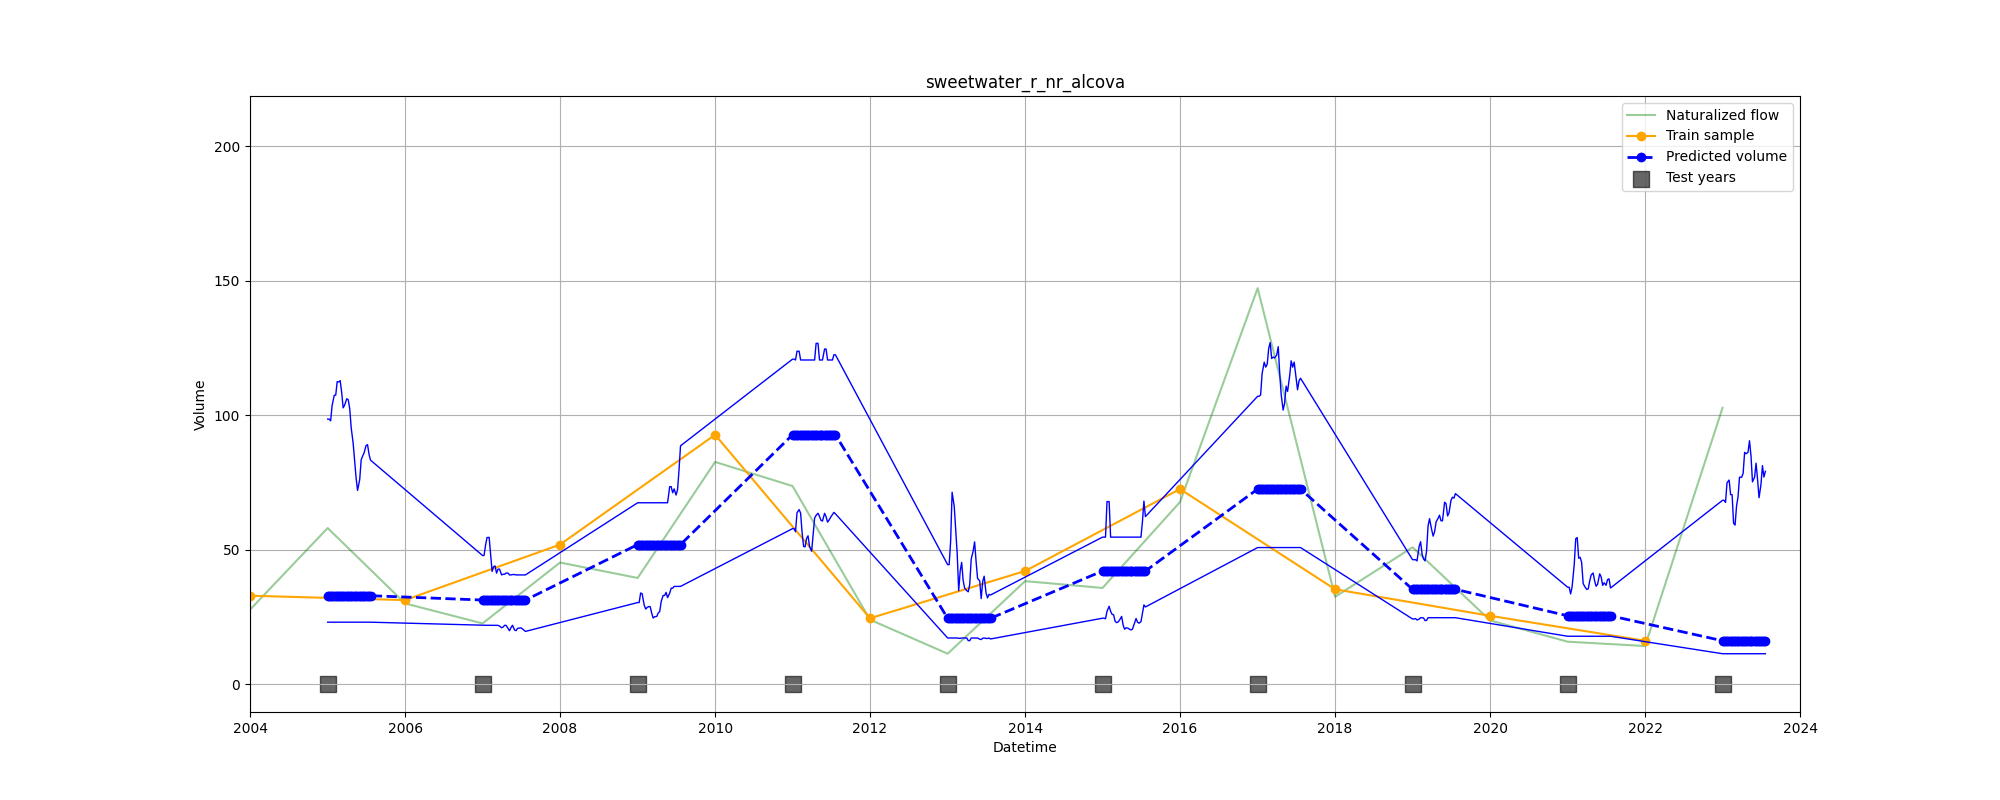 sweetwater_r_nr_alcova
Naturalized flow
Train sample
Predicted volume
Test years
200
150
100
50
0
Volume
2004 2006 2008 2010 2012 2014 2016 2018 2020 2022 2024
Datetime